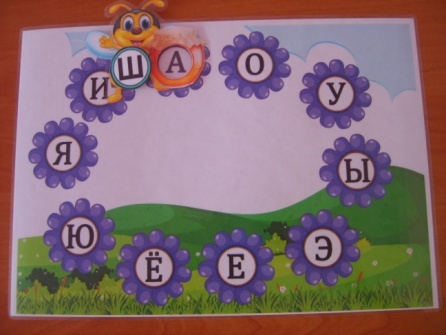 И Ш А О У
Я Ы
Ю Ё Е Э